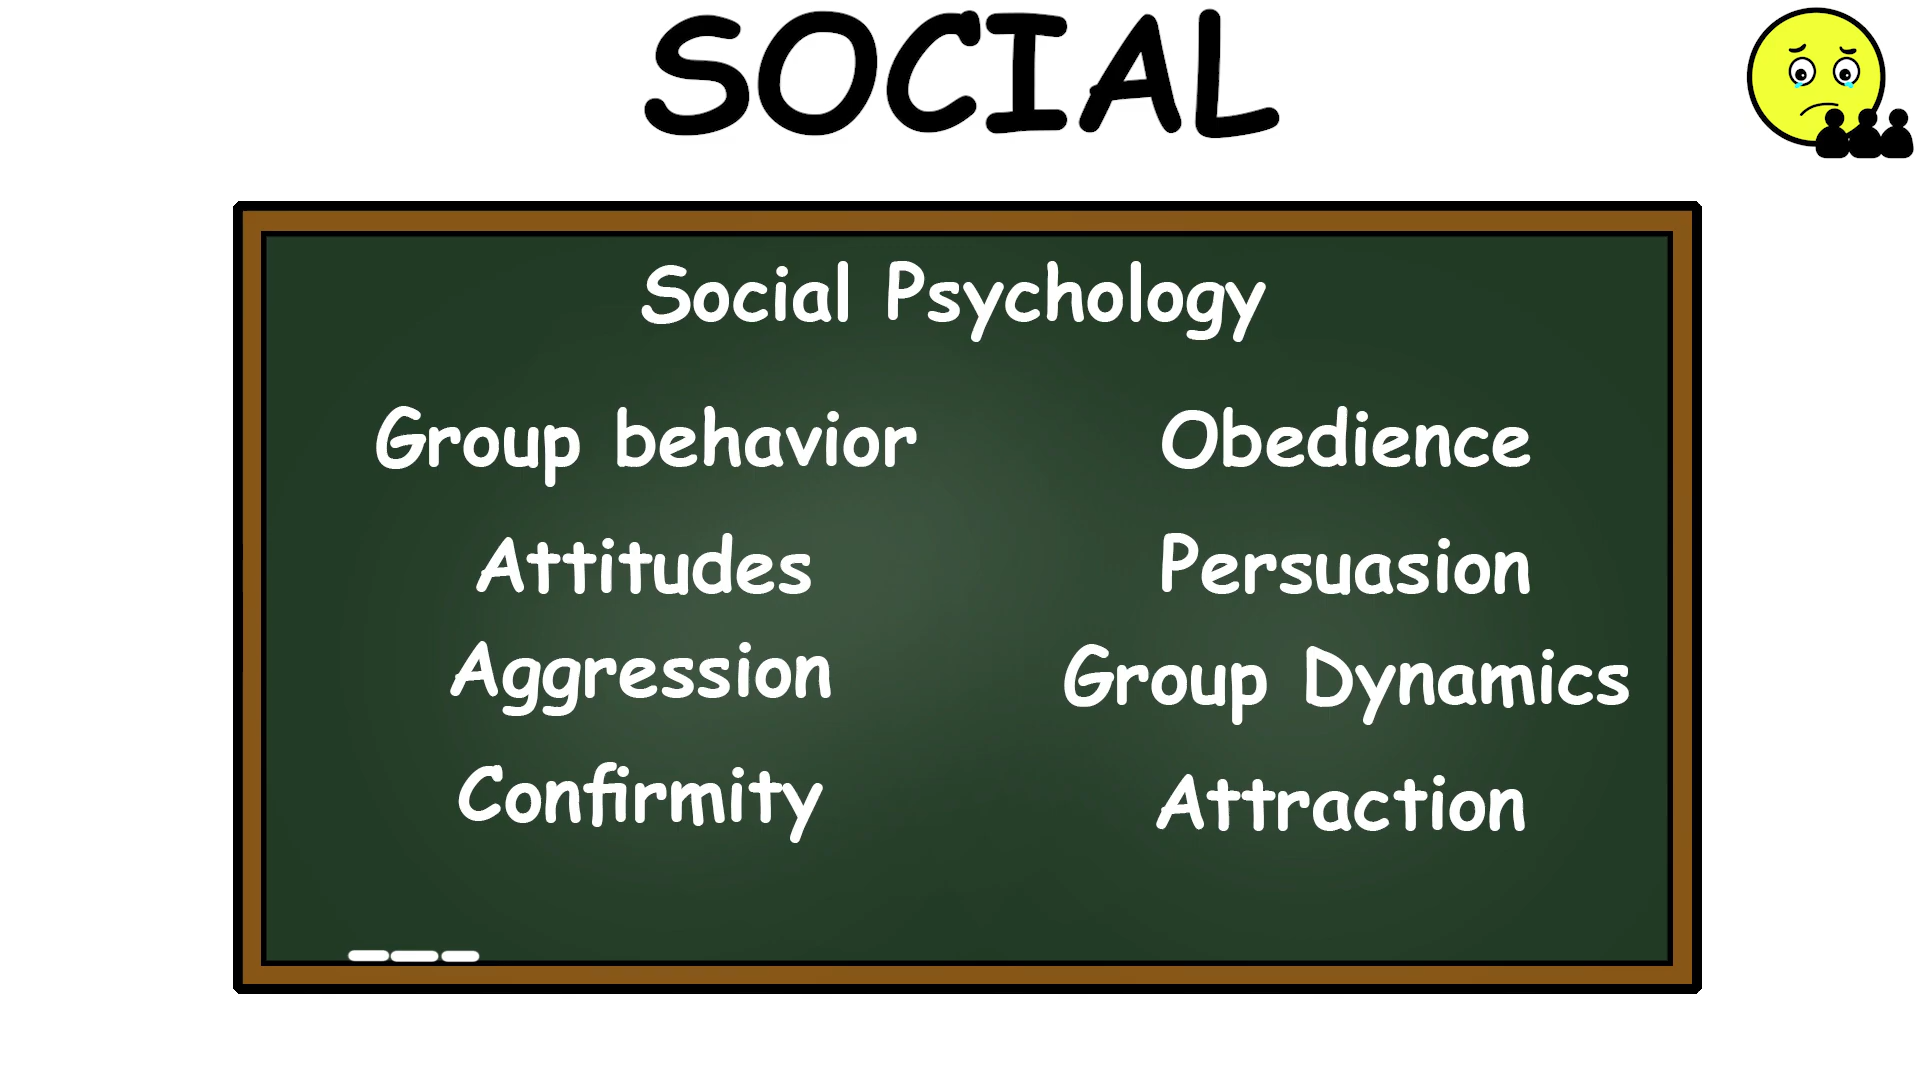 SOCIAL
Social Psychology
Group behavior
Attitudes
Aggression
Confirmity
Obedience
Persuasion
Group Dynamics
Attraction